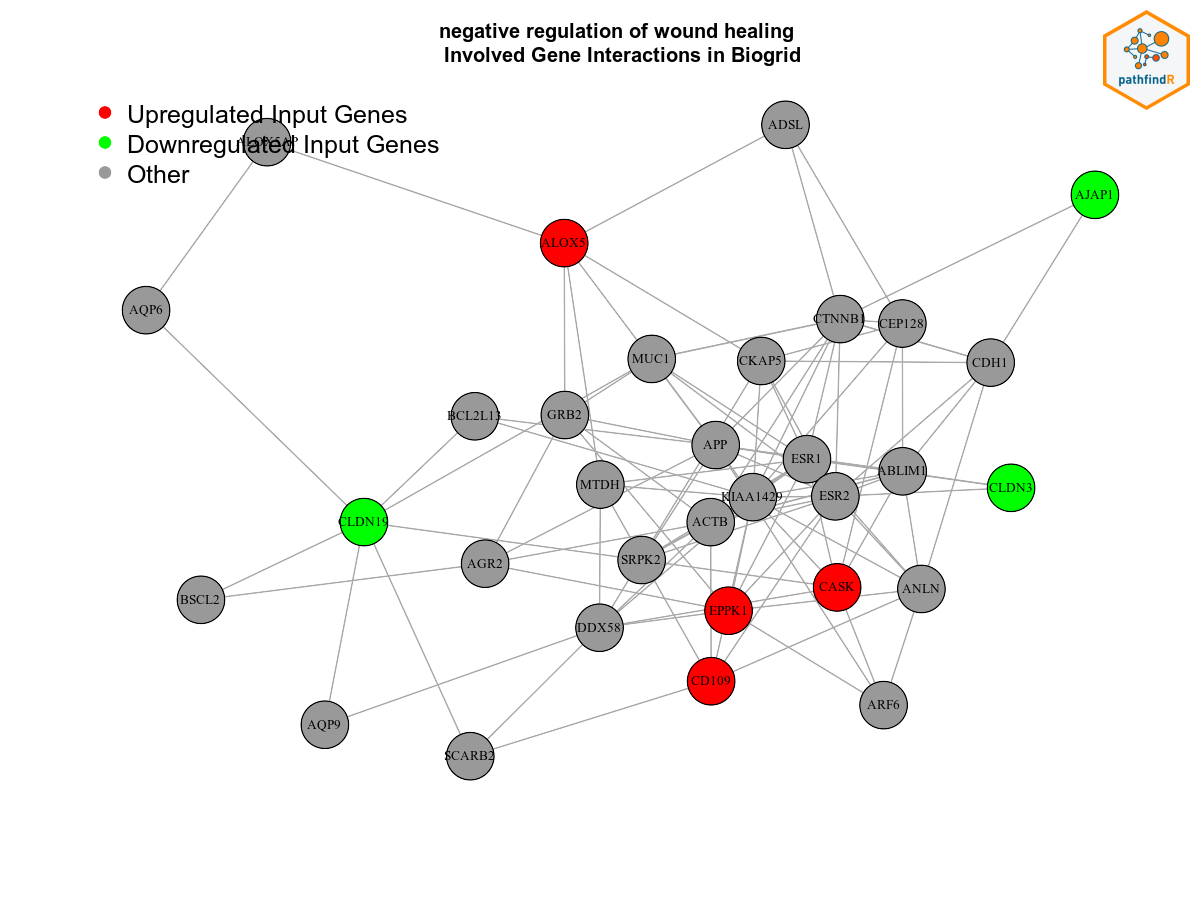 negative regulation of wound healing
Involved Gene Interactions in Biogrid
pathfindR
Upregulated Input Genes
Downregulated Input Genes
Other
ALOX5AP
ADSL
AJAP1
ALOX5
AQP6
CTNNB1
CEP128
MUC1
CKAP5
CDH1
BCL2L13
GRB2
APP
ESR1
ABLIM1
MTDH
KIAA1429
ESR2
CLDN3
CLDN19
ACTB
AGR2
SRPK2
CASK
ANLN
BSCL2
EPPK1
DDX58
CD109
ARF6
AQP9
SCARB2